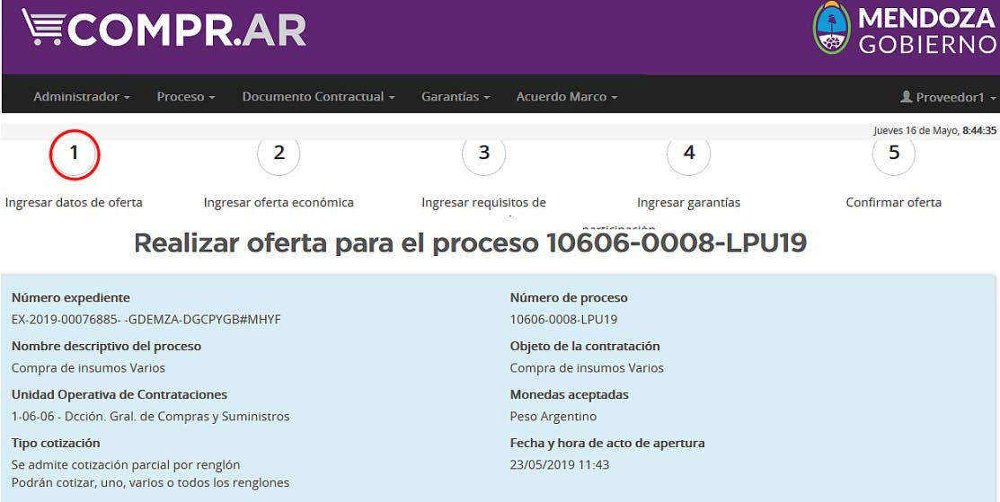 COMPR.AR
MENDOZA
GOBIERNO
Administrador Proceso Documento Contractual Garantías Acuerdo Marco Proveedor1
Jueves 16 de Mayo, 8:44:35
1 2 3 4 5
Ingresar datos de oferta Ingresar oferta económica Ingresar requisitos de Ingresar garantías Confirmar oferta
participación
Realizar oferta para el proceso 10606-0008-LPU19
Número expediente
EX-2019-00076885- -GDEMZA-DGCPYGB#MHYF
Número de proceso
10606-0008-LPU19
Nombre descriptivo del proceso
Compra de insumos Varios
Objeto de la contratación
Compra de insumos Varios
Unidad Operativa de Contrataciones
1-06-06 - Dcción. Gral. de Compras y Suministros
Monedas aceptadas
Peso Argentino
Tipo cotización
Se admite cotización parcial por renglón
Podrán cotizar, uno, varios o todos los renglones
Fecha y hora de acto de apertura
23/05/2019 11:43